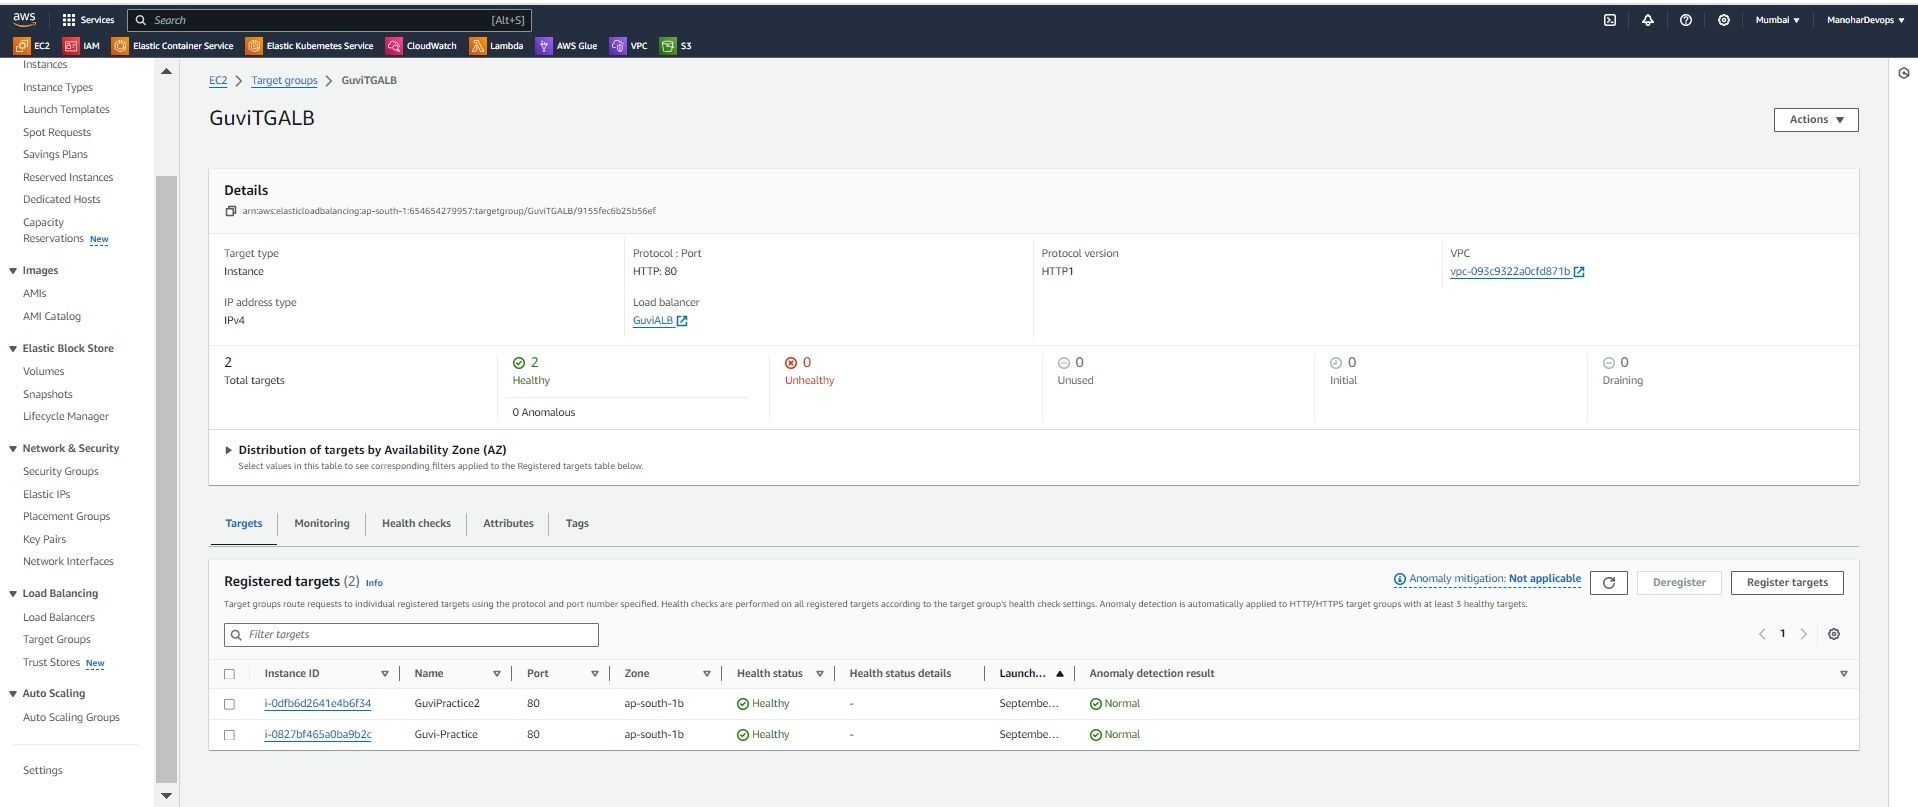 aws Services Search [Alt+S] Mumbai ManoharDevops
EC2 IAM Elastic Container Service Elastic Kubernetes Service CloudWatch Lambda AWS Glue VPC S3
Instances
Instance Types
Launch Templates
Spot Requests
Savings Plans
Reserved Instances
Dedicated Hosts
Capacity
Reservations New
Images
AMIs
AMI Catalog
Elastic Block Store
Volumes
Snapshots
Lifecycle Manager
Network & Security
Security Groups
Elastic IPs
Placement Groups
Key Pairs
Network Interfaces
Load Balancing
Load Balancers
Target Groups
Trust Stores New
Auto Scaling
Auto Scaling Groups
Settings
EC2 > Target groups > GuviTGALB
GuviTGALB
Actions
Details
arn:aws:elasticloadbalancing:ap-south-1:654654279957:targetgroup/GuviTGALB/9155fec6b25b56ef
Target type
Instance
Protocol : Port
HTTP: 80
Protocol version
HTTP1
VPC
vpc-093c9322a0cfd871b
IP address type
IPv4
Load balancer
GuviALB
2
Total targets
2
Healthy
0 Anomalous
0
Unhealthy
0
Unused
0
Initial
0
Draining
Distribution of targets by Availability Zone (AZ)
Select values in this table to see corresponding filters applied to the Registered targets table below.
Targets Monitoring Health checks Attributes Tags
Registered targets (2) Info
Anomaly mitigation: Not applicable Deregister Register targets
Target groups route requests to individual registered targets using the protocol and port number specified. Health checks are performed on all registered targets according to the target group's health check settings. Anomaly detection is automatically applied to HTTP/HTTPS target groups with at least 3 healthy targets.
Filter targets
1
Instance ID Name Port Zone Health status Health status details Launch... Anomaly detection result
i-0dfb6d2641e4b6f34 GuviPractice2 80 ap-south-1b Healthy - Septembe... Normal
i-0827bf465a0ba9b2c Guvi-Practice 80 ap-south-1b Healthy - Septembe... Normal